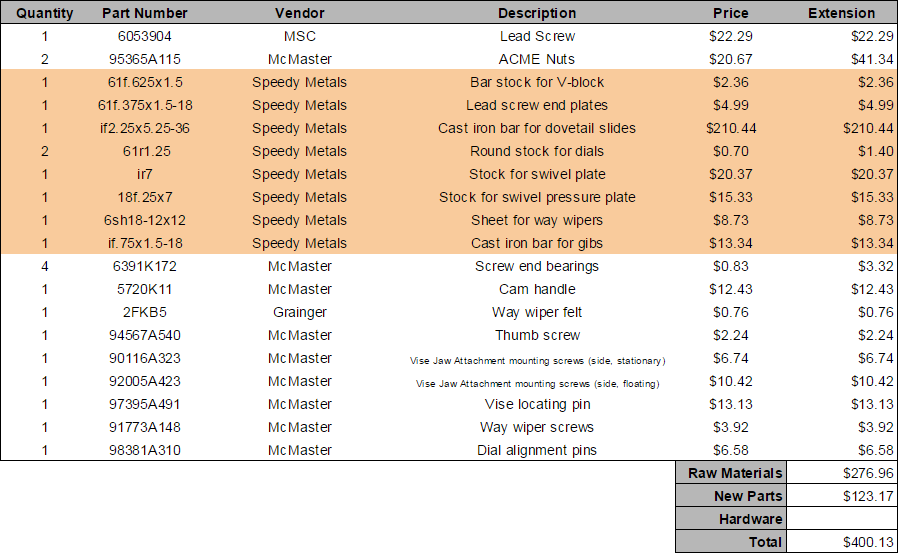 Quantity Part Number Vendor Description Price Extension
1 6053904 MSC Lead Screw $22.29 $22.29
2 95365A115 McMaster ACME Nuts $20.67 $41.34
1 61f.625x1.5 Speedy Metals Bar stock for V-block $2.36 $2.36
1 61f.375x1.5-18 Speedy Metals Lead screw end plates $4.99 $4.99
1 if2.25x5.25-36 Speedy Metals Cast iron bar for dovetail slides $210.44 $210.44
2 61r1.25 Speedy Metals Round stock for dials $0.70 $1.40
1 ir7 Speedy Metals Stock for swivel plate $20.37 $20.37
1 18f.25x7 Speedy Metals Stock for swivel pressure plate $15.33 $15.33
1 6sh18-12x12 Speedy Metals Sheet for way wipers $8.73 $8.73
1 if.75x1.5-18 Speedy Metals Cast iron bar for gibs $13.34 $13.34
4 6391K172 McMaster Screw end bearings $0.83 $3.32
1 5720K11 McMaster Cam handle $12.43 $12.43
1 2FKB5 Grainger Way wiper felt $0.76 $0.76
1 94567A540 McMaster Thumb screw $2.24 $2.24
1 90116A323 McMaster Vise Jaw Attachment mounting screws (side, stationary) $6.74 $6.74
1 92005A423 McMaster Vise Jaw Attachment mounting screws (side, floating) $10.42 $10.42
1 97395A491 McMaster Vise locating pin $13.13 $13.13
1 91773A148 McMaster Way wiper screws $3.92 $3.92
1 98381A310 McMaster Dial alignment pins $6.58 $6.58
Raw Materials $276.96
New Parts $123.17
Hardware
Total $400.13